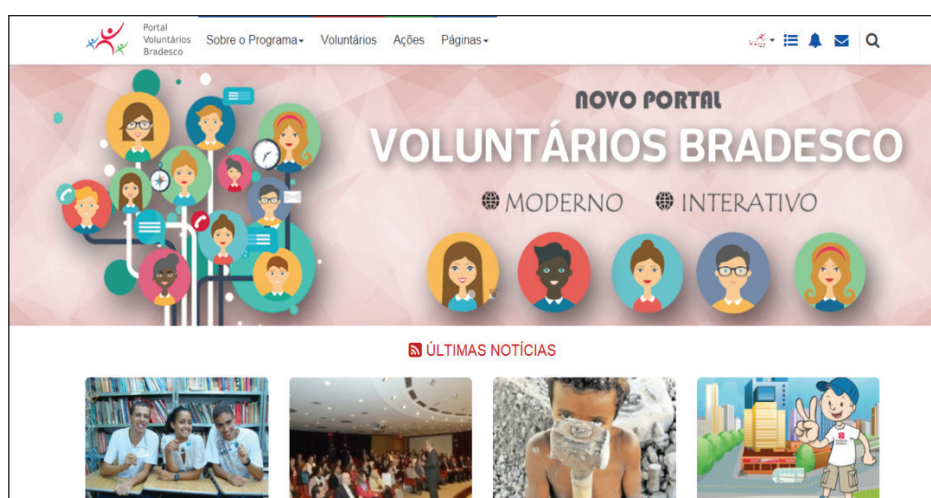 Portal
Voluntários
Bradesco
Sobre o Programa
Voluntários
Ações
Páginas
NOVO PORTAL
VOLUNTÁRIOS BRADESCO
MODERNO
INTERATIVO
ÚLTIMAS NOTÍCIAS